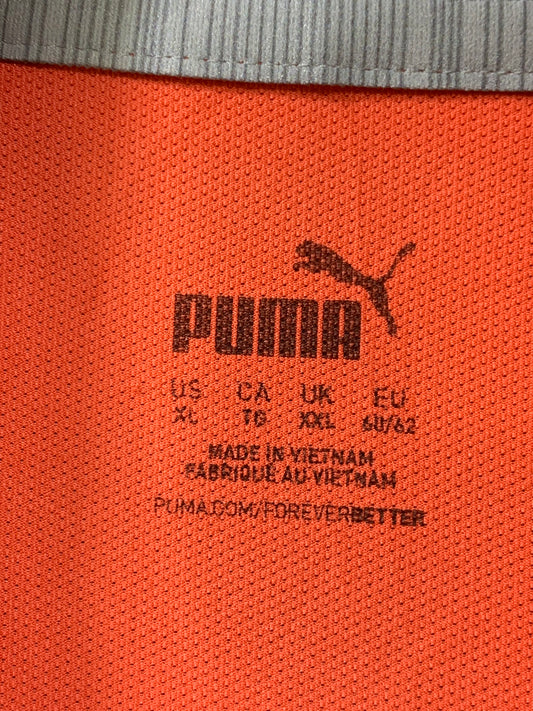 PUMA
US CA UK EU
XL TG XXL 60/62
MADE IN VIETNAM
FABRIQUÉ AU VIETNAM
PUMA.COM/FOREVERBETTER